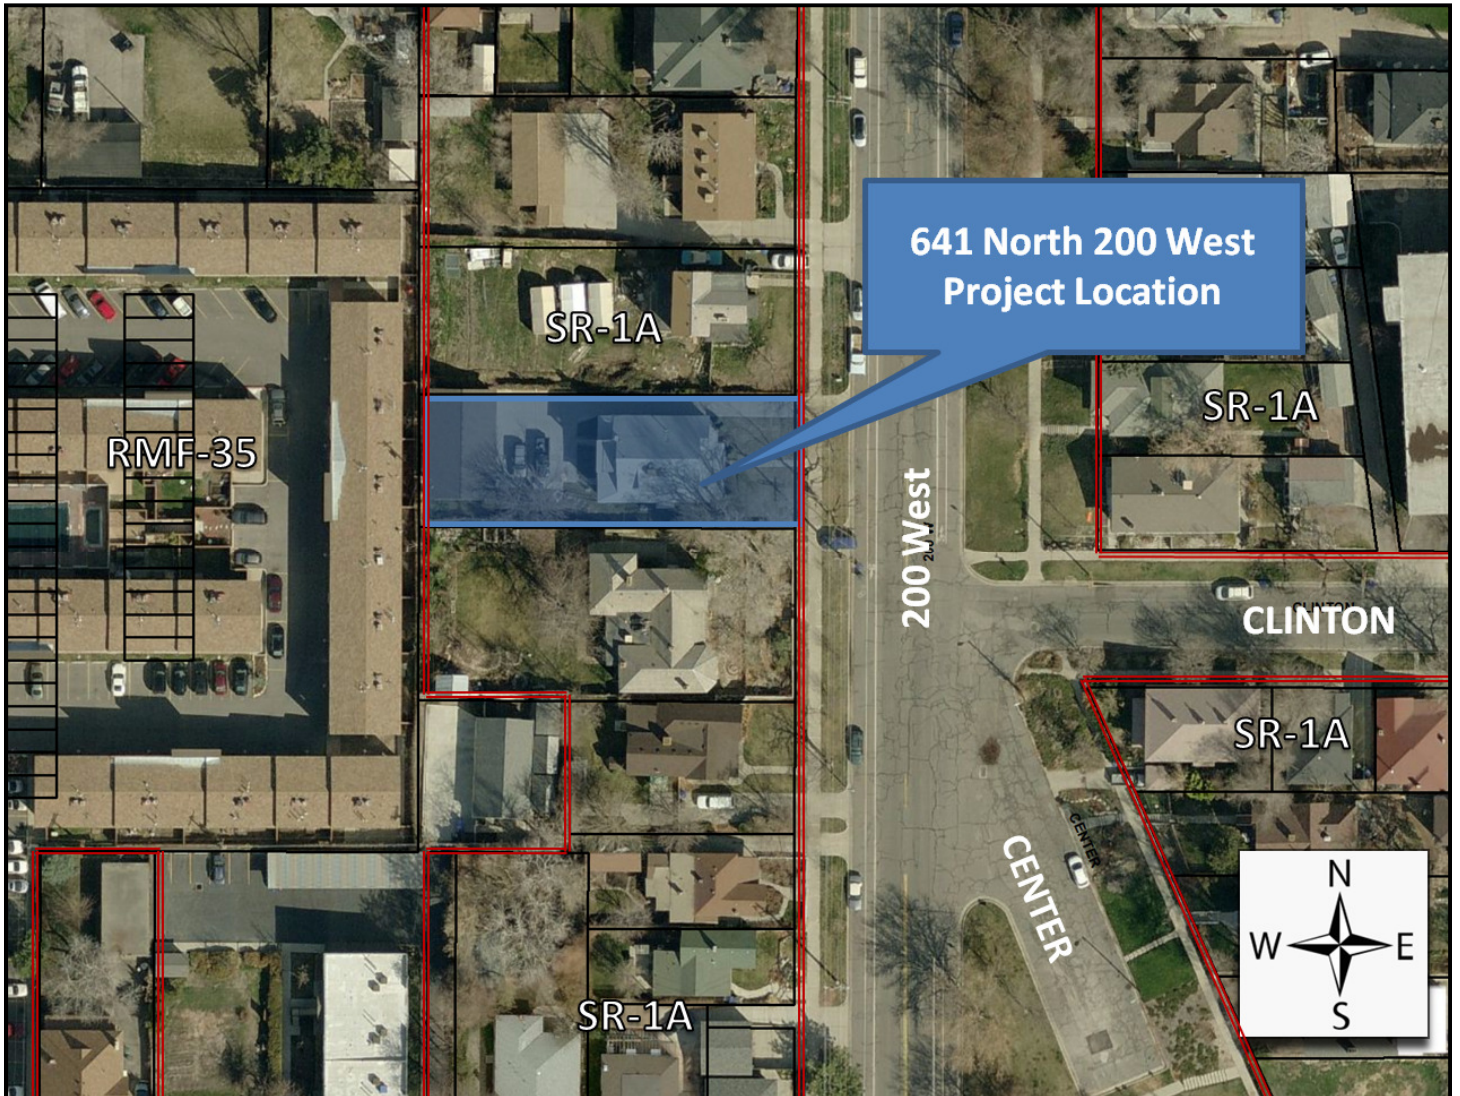 641 North 200 West
Project Location
SR-1A
SR-1A
RMF-35
200 West
CLINTON
SR-1A
CENTER
CENTER
SR-1A
N
W E
S